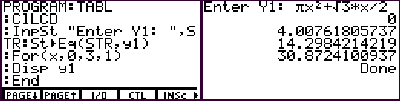 PROGRAM:TABL
:ClLCD
:InpSt "Enter Y1: ",S
TR:St▶Eq(STR,y1)
:For(x,0,3,1)
:Disp y1
:End
PAGE↓ PAGE↑ I/O CTL INSc ▶
Enter Y1: πx²+√3*x/2
0
4.00761805737
14.2984214219
30.8724100937
Done